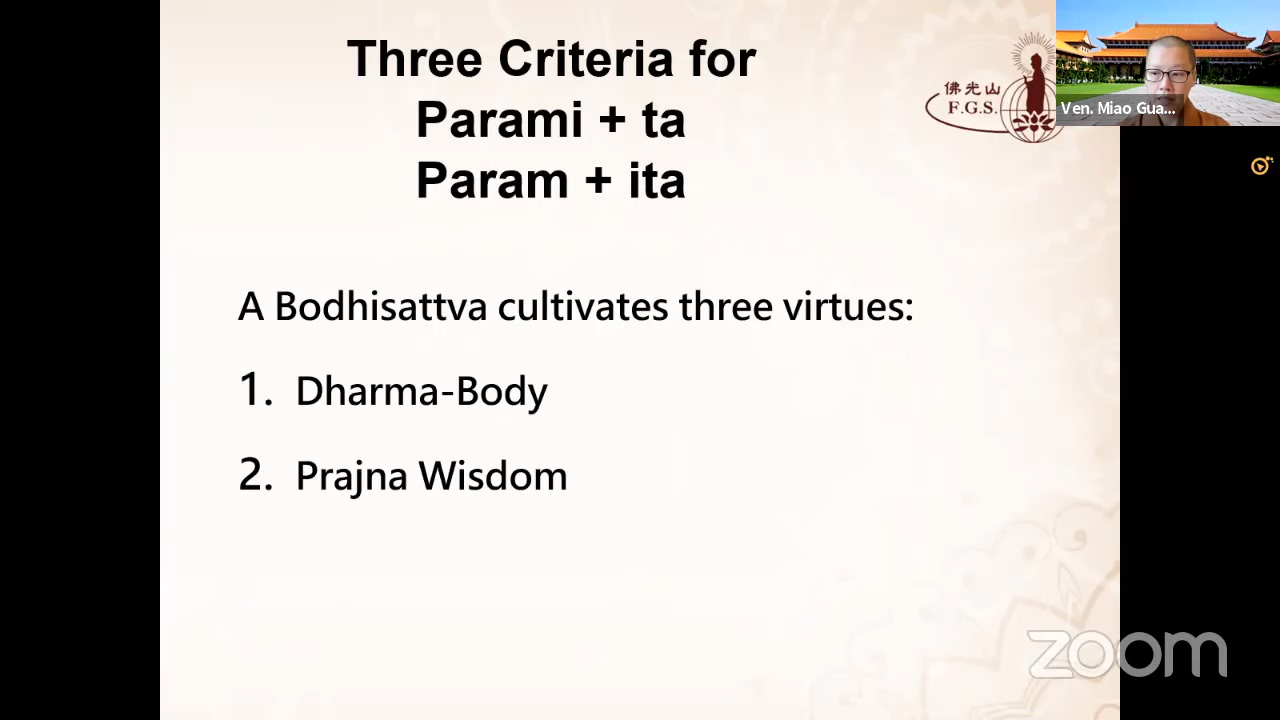 Three Criteria for
Parami + ta
Param + ita
佛光山
F.G.S.
Ven. Miao Gua...
A Bodhisattva cultivates three virtues:
1. Dharma-Body
2. Prajna Wisdom
zoom